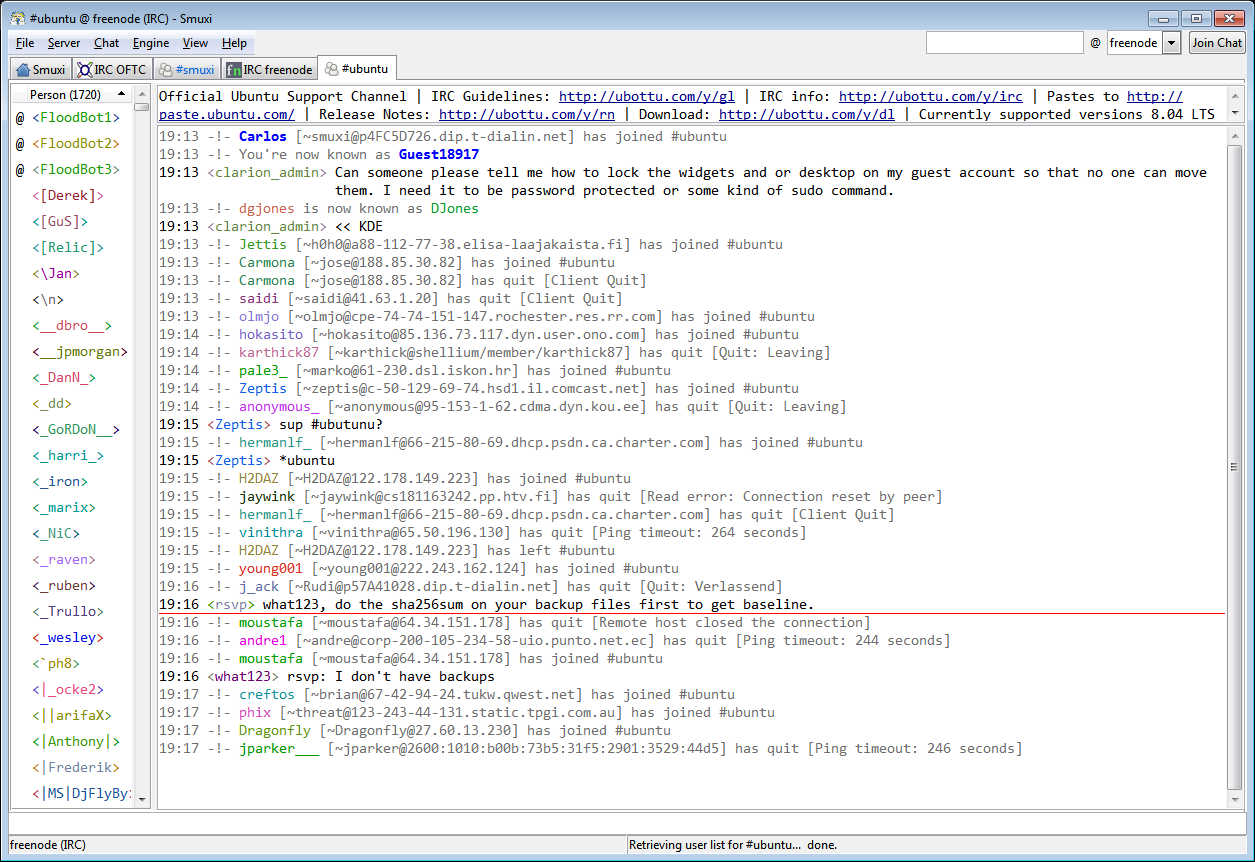 #ubuntu @ freenode (IRC) - Smuxi
File Server Chat Engine View Help
@ freenode Join Chat
Smuxi IRC OFTC #smuxi fn IRC freenode #ubuntu
Person (1720)
@ <FloodBot1>
@ <FloodBot2>
@ <FloodBot3>
<[Derek]>
<[GuS]>
<[Relic]>
<\Jan>
<\n>
<__dbro__>
<__jpmorgan>
<_DanN_>
<_dd>
<_GoRDoN__>
<_harri_>
<_iron>
<_marix>
<_NiC>
<_raven>
<_ruben>
<_Trullo>
<_wesley>
<`ph8>
<|_ocke2>
<||arifaX>
<|Anthony|>
<|Frederik>
<|MS|DjFlyBy:
Official Ubuntu Support Channel | IRC Guidelines: http://ubottu.com/y/gl | IRC info: http://ubottu.com/y/irc | Pastes to http://
paste.ubuntu.com/ | Release Notes: http://ubottu.com/y/rn | Download: http://ubottu.com/y/dl | Currently supported versions 8.04 LTS
19:13 -!- Carlos [~smuxi@p4FC5D726.dip.t-dialin.net] has joined #ubuntu
19:13 -!- You're now known as Guest18917
19:13 <clarion_admin> Can someone please tell me how to lock the widgets and or desktop on my guest account so that no one can move
them. I need it to be password protected or some kind of sudo command.
19:13 -!- dgjones is now known as DJones
19:13 <clarion_admin> << KDE
19:13 -!- Jettis [~h0h0@a88-112-77-38.elisa-laajakaista.fi] has joined #ubuntu
19:13 -!- Carmona [~jose@188.85.30.82] has joined #ubuntu
19:13 -!- Carmona [~jose@188.85.30.82] has quit [Client Quit]
19:13 -!- saidi [~saidi@41.63.1.20] has quit [Client Quit]
19:13 -!- olmjo [~olmjo@cpe-74-74-151-147.rochester.res.rr.com] has joined #ubuntu
19:14 -!- hokasito [~hokasito@85.136.73.117.dyn.user.ono.com] has joined #ubuntu
19:14 -!- karthick87 [~karthick@shellium/member/karthick87] has quit [Quit: Leaving]
19:14 -!- pale3_ [~marko@61-230.dsl.iskon.hr] has joined #ubuntu
19:14 -!- Zeptis [~zeptis@c-50-129-69-74.hsd1.il.comcast.net] has joined #ubuntu
19:14 -!- anonymous_ [~anonymous@95-153-1-62.cdma.dyn.kou.ee] has quit [Quit: Leaving]
19:15 <Zeptis> sup #ubutunu?
19:15 -!- hermanlf_ [~hermanlf@66-215-80-69.dhcp.psdn.ca.charter.com] has joined #ubuntu
19:15 <Zeptis> *ubuntu
19:15 -!- H2DAZ [~H2DAZ@122.178.149.223] has joined #ubuntu
19:15 -!- jaywink [~jaywink@cs181163242.pp.htv.fi] has quit [Read error: Connection reset by peer]
19:15 -!- hermanlf_ [~hermanlf@66-215-80-69.dhcp.psdn.ca.charter.com] has quit [Client Quit]
19:15 -!- vinithra [~vinithra@65.50.196.130] has quit [Ping timeout: 264 seconds]
19:15 -!- H2DAZ [~H2DAZ@122.178.149.223] has left #ubuntu
19:15 -!- young001 [~young001@222.243.162.124] has joined #ubuntu
19:16 -!- j_ack [~Rudi@p57A41028.dip.t-dialin.net] has quit [Quit: Verlassend]
19:16 <rsvp> what123, do the sha256sum on your backup files first to get baseline.
19:16 -!- moustafa [~moustafa@64.34.151.178] has quit [Remote host closed the connection]
19:16 -!- andre1 [~andre@corp-200-105-234-58-uio.punto.net.ec] has quit [Ping timeout: 244 seconds]
19:16 -!- moustafa [~moustafa@64.34.151.178] has joined #ubuntu
19:16 <what123> rsvp: I don't have backups
19:17 -!- creftos [~brian@67-42-94-24.tukw.qwest.net] has joined #ubuntu
19:17 -!- phix [~threat@123-243-44-131.static.tpgi.com.au] has joined #ubuntu
19:17 -!- Dragonfly [~Dragonfly@27.60.13.230] has joined #ubuntu
19:17 -!- jparker___ [~jparker@2600:1010:b00b:73b5:31f5:2901:3529:44d5] has quit [Ping timeout: 246 seconds]
freenode (IRC)
Retrieving user list for #ubuntu... done.